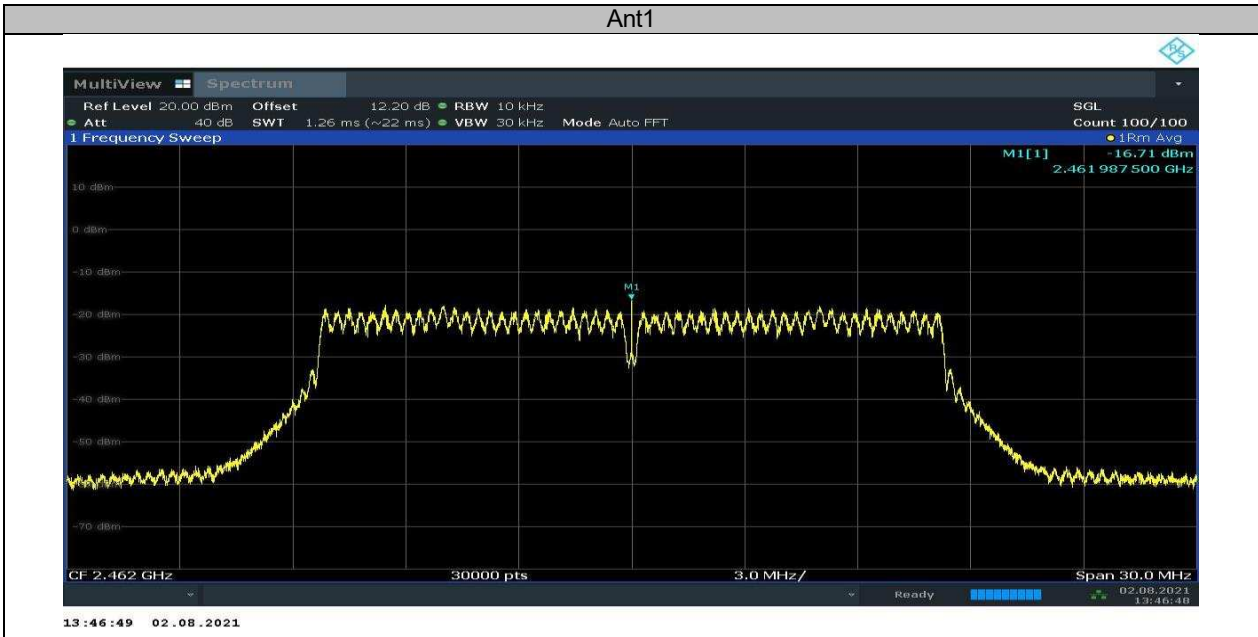 Ant1
R/S
MultiView Spectrum
Ref Level 20.00 dBm Offset 12.20 dB RBW 10 kHz SGL
Att 40 dB SWT 1.26 ms (~22 ms) VBW 30 kHz Mode Auto FFT Count 100/100
1 Frequency Sweep 1Rm Avg
M1[1] -16.71 dBm
2.461 987 500 GHz
10 dBm
0 dBm
-10 dBm
M1
-20 dBm
-30 dBm
-40 dBm
-50 dBm
-70 dBm
CF 2.462 GHz 30000 pts 3.0 MHz/ Span 30.0 MHz
Ready 02.08.2021
13:46:48
13:46:49 02.08.2021